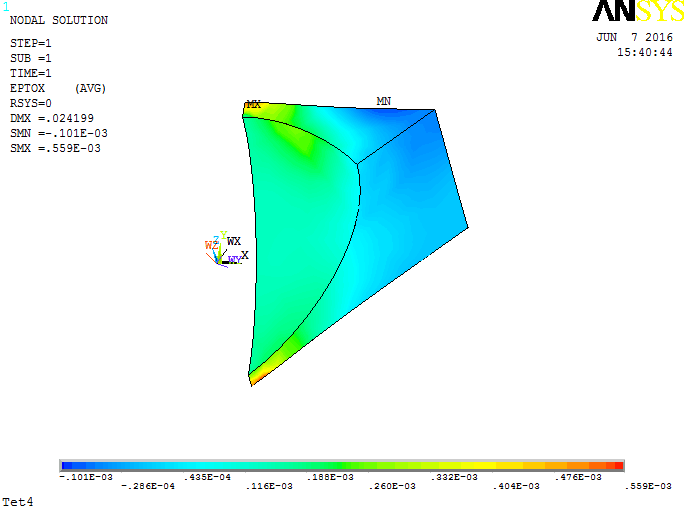 1
ANSYS
NODAL SOLUTION
JUN 7 2016
15:40:44
STEP=1
SUB =1
TIME=1
EPTOX (AVG)
RSYS=0
DMX =.024199
SMN =-.101E-03
SMX =.559E-03
MX
MN
Y
Z
WZ
WX
X
WY
-.101E-03
-.286E-04
.435E-04
.116E-03
.188E-03
.260E-03
.332E-03
.404E-03
.476E-03
.559E-03
Tet4